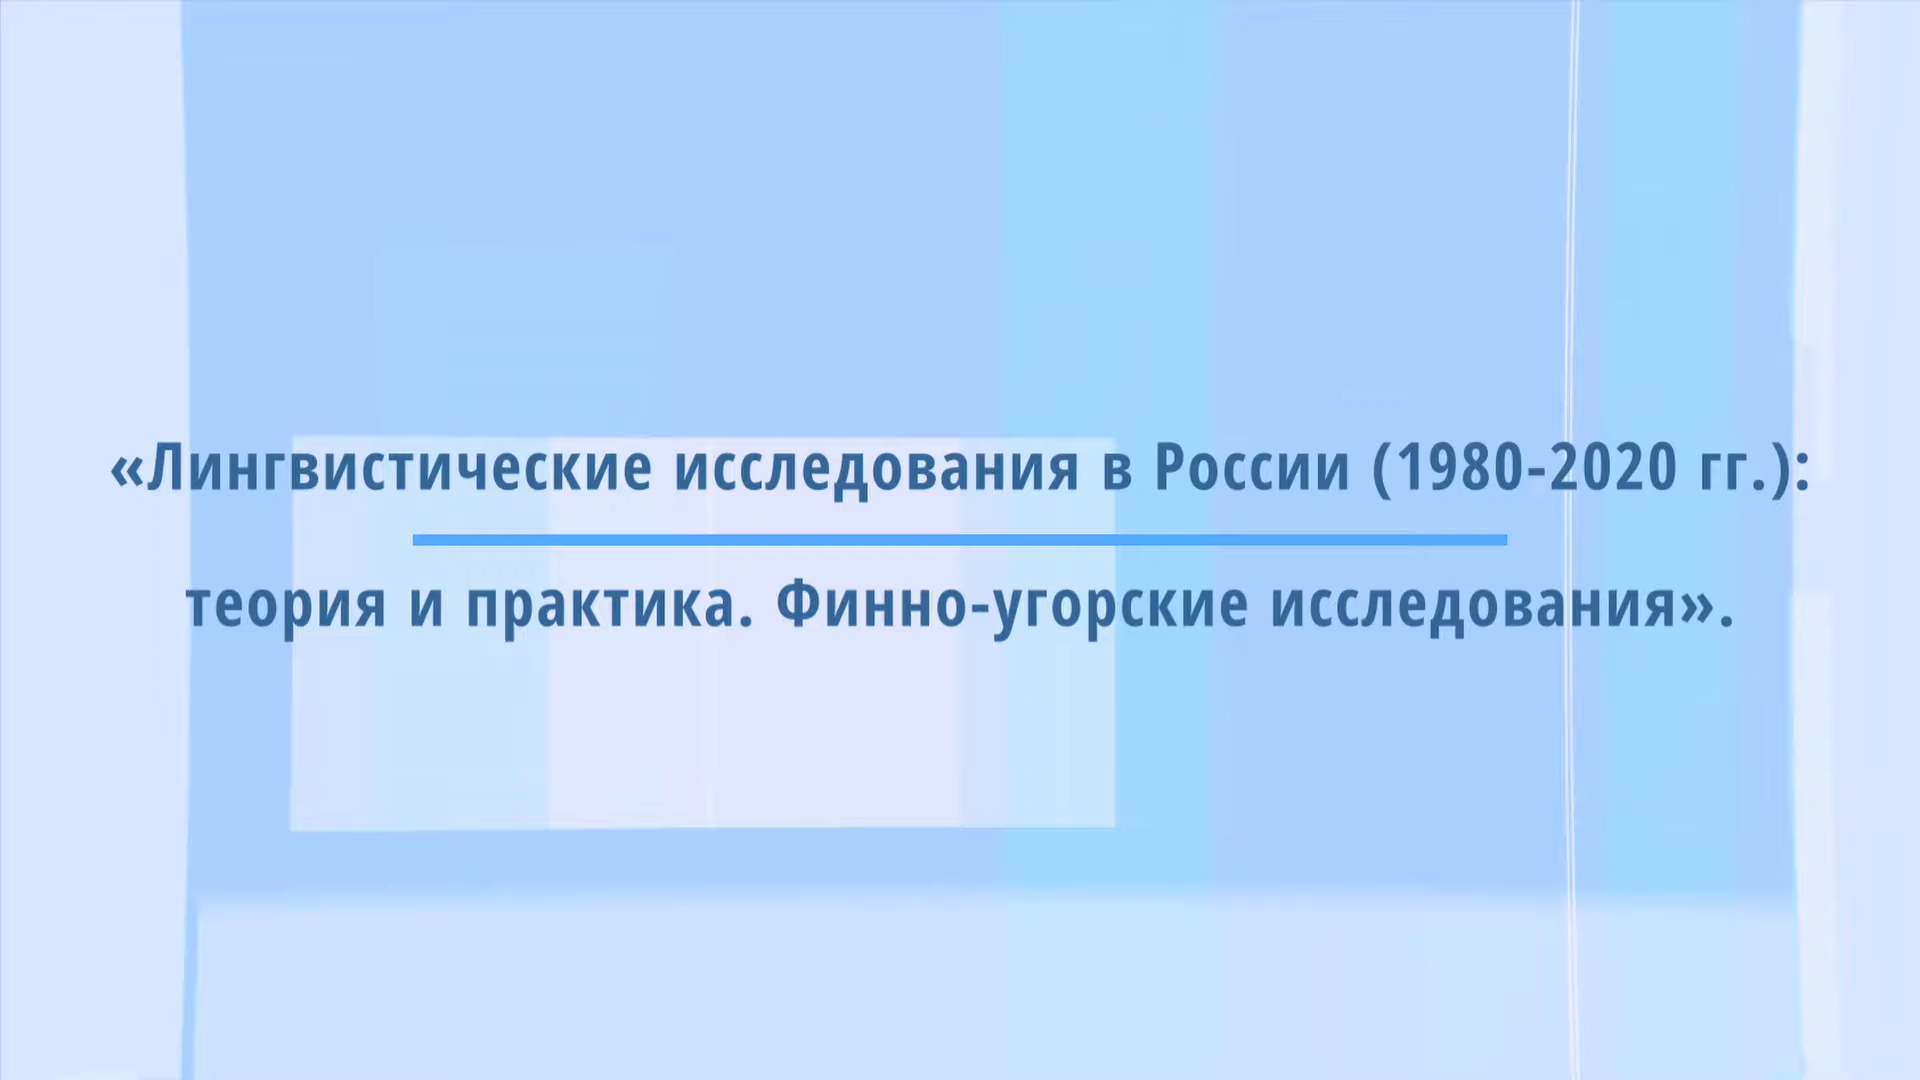 «Лингвистические исследования в России (1980-2020 гг.):
теория и практика. Финно-угорские исследования».